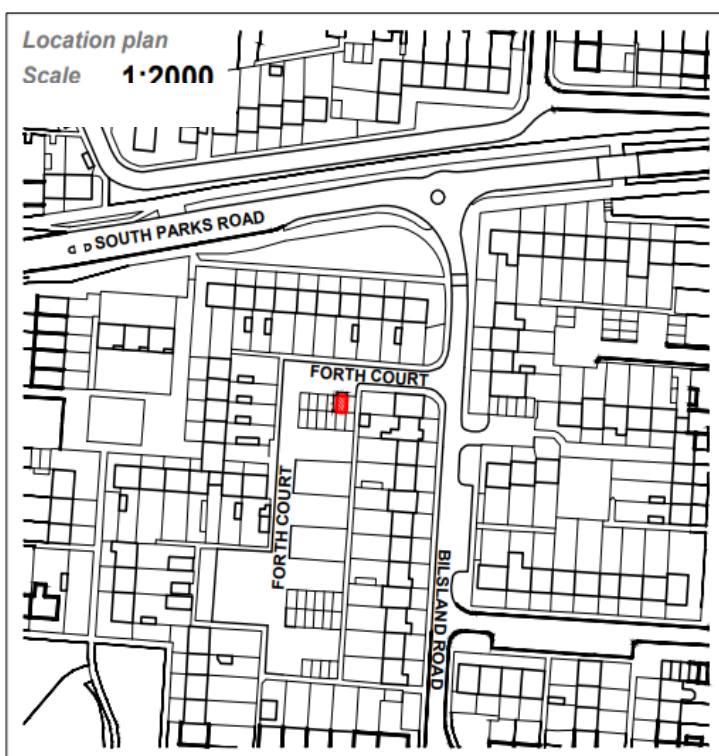 Location plan
Scale 1:2000
SOUTH PARKS ROAD
FORTH COURT
FORTH COURT
BILSLAND ROAD